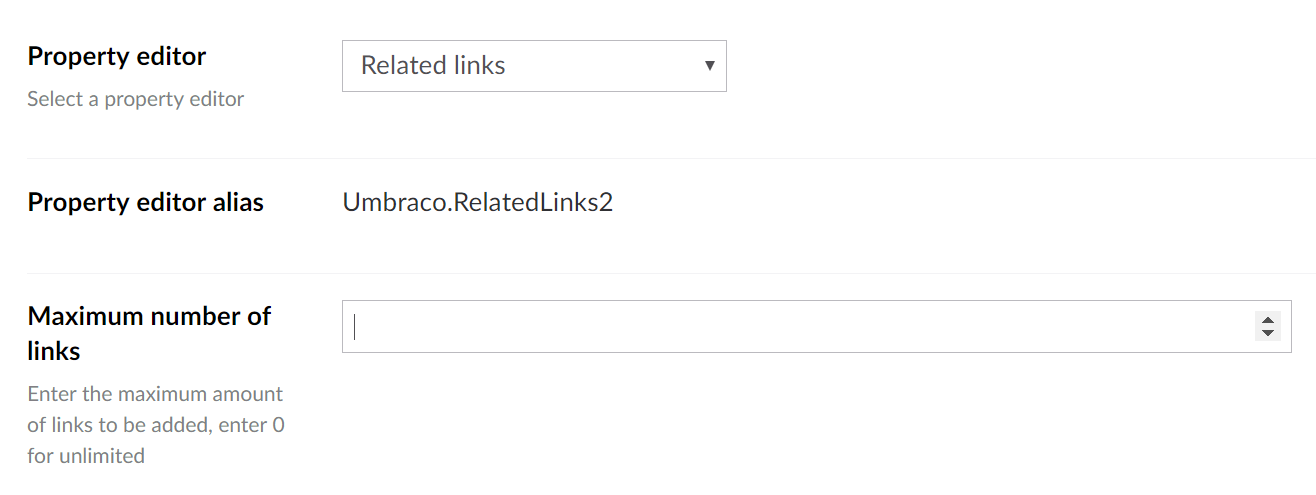 Property editor
Related links
Select a property editor
Property editor alias
Umbraco.RelatedLinks2
Maximum number of
links
Enter the maximum amount
of links to be added, enter 0
for unlimited